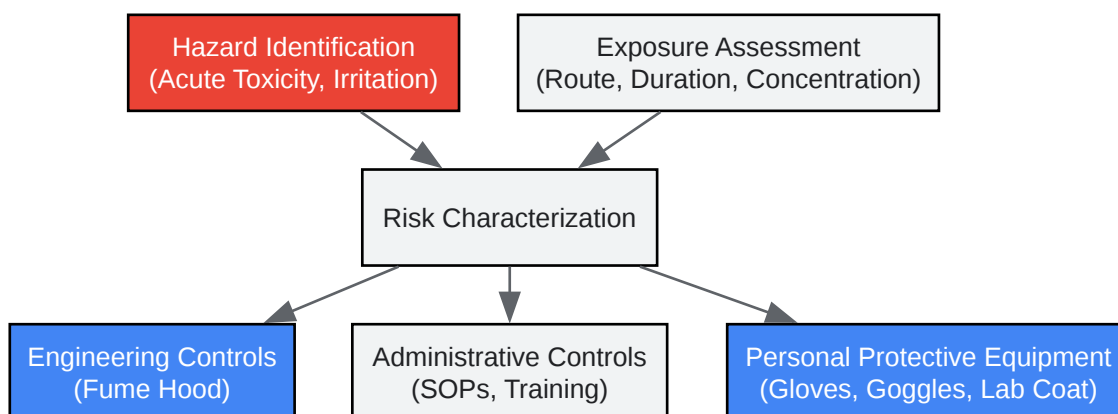 Hazard Identification
(Acute Toxicity, Irritation)
Exposure Assessment
(Route, Duration, Concentration)
Risk Characterization
Engineering Controls
(Fume Hood)
Administrative Controls
(SOPs, Training)
Personal Protective Equipment
(Gloves, Goggles, Lab Coat)